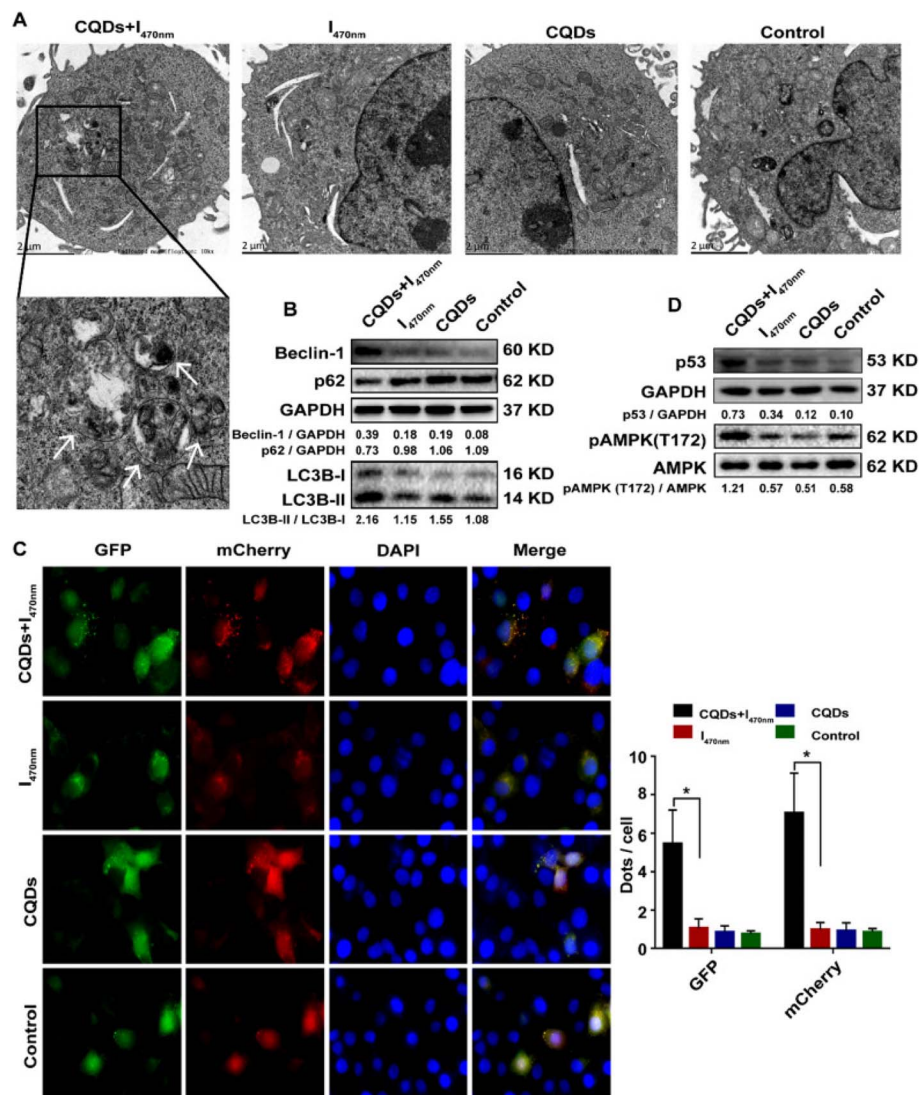 A
CQDs+I470nm
I470nm
CQDs
Control
2 μm
2 μm
2 μm
2 μm
B
CQDs+I470nm
I470nm
CQDs
Control
Beclin-1
60 KD
p62
62 KD
GAPDH
37 KD
Beclin-1 / GAPDH 0.39 0.18 0.19 0.08
p62 / GAPDH 0.73 0.98 1.06 1.09
LC3B-I
16 KD
LC3B-II
14 KD
LC3B-II / LC3B-I 2.16 1.15 1.55 1.08
D
CQDs+I470nm
I470nm
CQDs
Control
p53
53 KD
GAPDH
37 KD
p53 / GAPDH
0.73 0.34 0.12 0.10
pAMPK(T172)
62 KD
AMPK
62 KD
pAMPK (T172) / AMPK 1.21 0.57 0.51 0.58
C
GFP
mCherry
DAPI
Merge
CQDs+I470nm
I470nm
CQDs
Control
CQDs+I470nm
CQDs
I470nm
Control
Dots / cell
10
8
6
4
2
0
*
*
GFP
mCherry